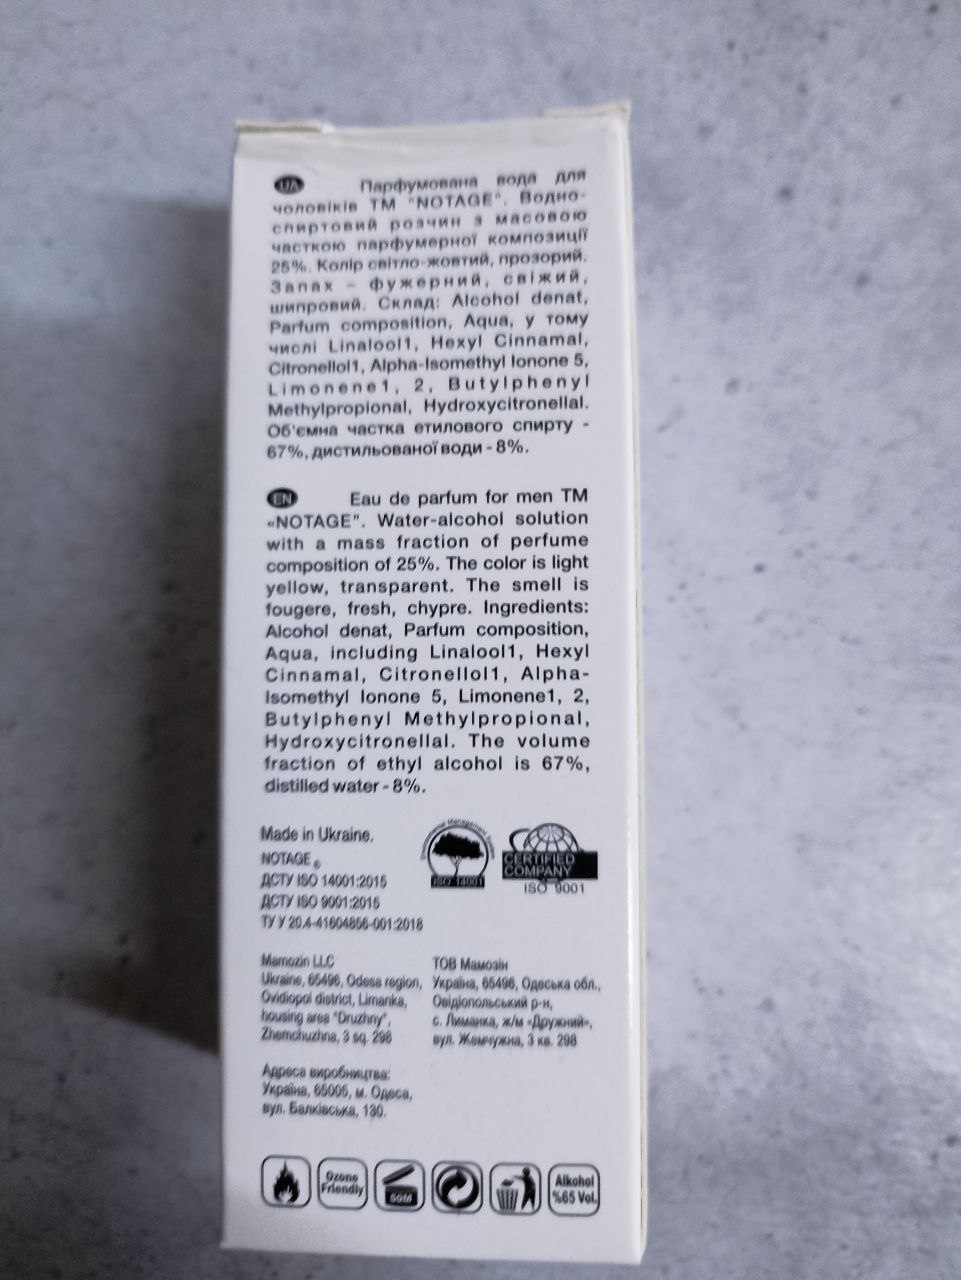 UA Парфумована вода для
чоловіків ТМ "NOTAGE". Водно-
спиртовий розчин з масовою
часткою парфумерної композиції
25%. Колір світло-жовтий, прозорий.
Запах - фужерний, свіжий,
шипровий. Склад: Alcohol denat,
Parfum composition, Aqua, у тому
числі Linalool1, Hexyl Cinnamal,
Citronellol1, Alpha-Isomethyl Ionone 5,
Limonene1, 2, Butylphenyl
Methylpropional, Hydroxycitronellal.
Об'ємна частка етилового спирту -
67%, дистильованої води - 8%.
EN Eau de parfum for men TM
«NOTAGE". Water-alcohol solution
with a mass fraction of perfume
composition of 25%. The color is light
yellow, transparent. The smell is
fougere, fresh, chypre. Ingredients:
Alcohol denat, Parfum composition,
Aqua, including Linalool1, Hexyl
Cinnamal, Citronellol1, Alpha-
Isomethyl Ionone 5, Limonene1, 2,
Butylphenyl Methylpropional,
Hydroxycitronellal. The volume
fraction of ethyl alcohol is 67%,
distilled water - 8%.
Made in Ukraine.
NOTAGE ®
ДСТУ ISO 14001:2015
ДСТУ ISO 9001:2015
ТУ У 20.4-41604856-001:2018
Environmental Management System
ISO 14001
CERTIFIED
COMPANY
ISO 9001
Mamozin LLC
Ukraine, 65496, Odesa region,
Ovidiopol district, Limanka,
housing area "Druzhny",
Zhemchuzhna, 3 sq. 298
ТОВ Мамозін
Україна, 65496, Одеська обл.,
Овідіопольський р-н,
с. Лиманка, ж/м «Дружний»,
вул. Жемчужна, 3 кв. 298
Адреса виробництва:
Україна, 65005, м. Одеса,
вул. Балківська, 130.
Ozone
Friendly
60M
Alkohol
%65 Vol.